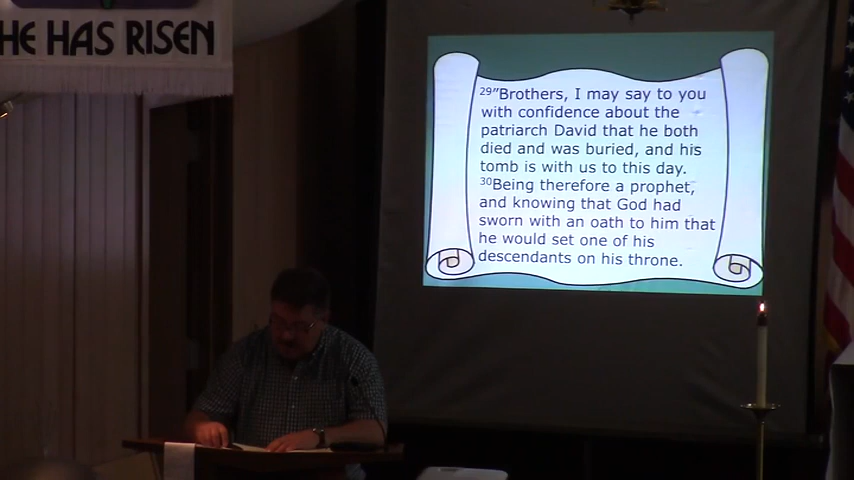 HE HAS RISEN
29"Brothers, I may say to you
with confidence about the
patriarch David that he both
died and was buried, and his
tomb is with us to this day.
30Being therefore a prophet,
and knowing that God had
sworn with an oath to him that
he would set one of his
descendants on his throne.